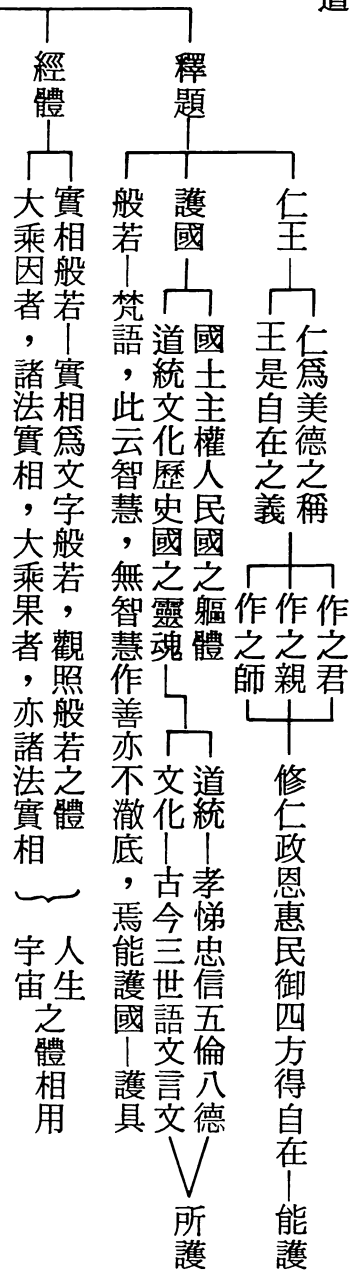 道
釋題
仁王
仁爲美德之稱
王是自在之義
作之君
作之親
作之師
修仁政恩惠民御四方得自在—能護
護國
國土主權人民國之軀體
道統文化歷史國之靈魂
道統—孝悌忠信五倫八德
文化—古今三世語文言文
所護
般若—梵語，此云智慧，無智慧作善亦不澈底，焉能護國—護具
經體
實相般若—實相爲文字般若，觀照般若之體
大乘因者，諸法實相，大乘果者，亦諸法實相
人生
宇宙
之體相用